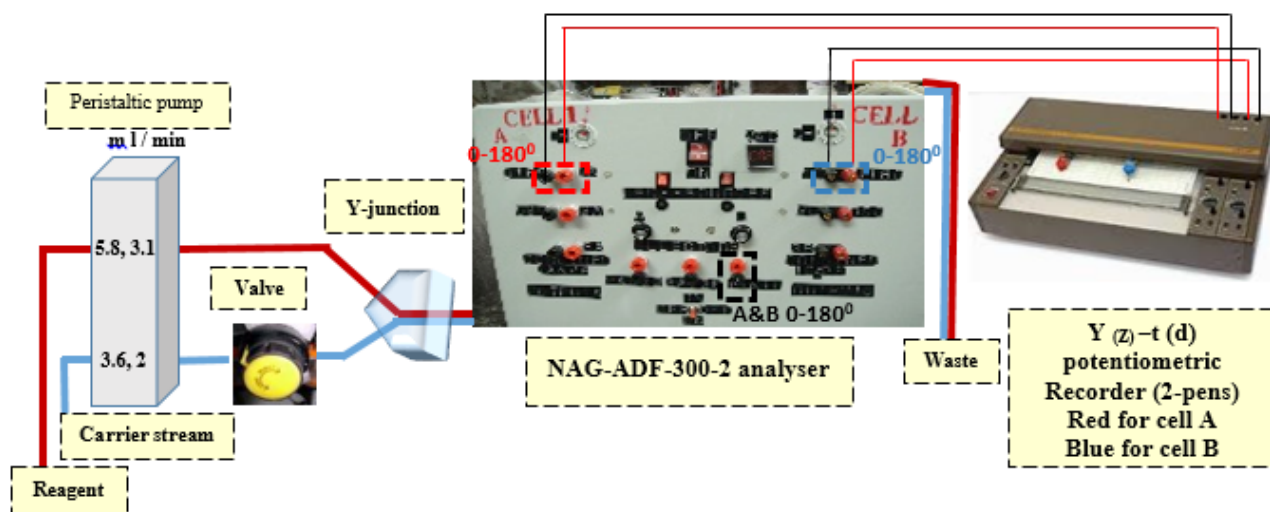 Peristaltic pump
m l / min
5.8, 3.1
3.6, 2
Y-junction
Valve
Carrier stream
Reagent
CELL
A
0-180⁰
CELL
B
0-180⁰
A&B 0-180⁰
NAG-ADF-300-2 analyser
Waste
Y (Z) –t (d)
potentiometric
Recorder (2-pens)
Red for cell A
Blue for cell B